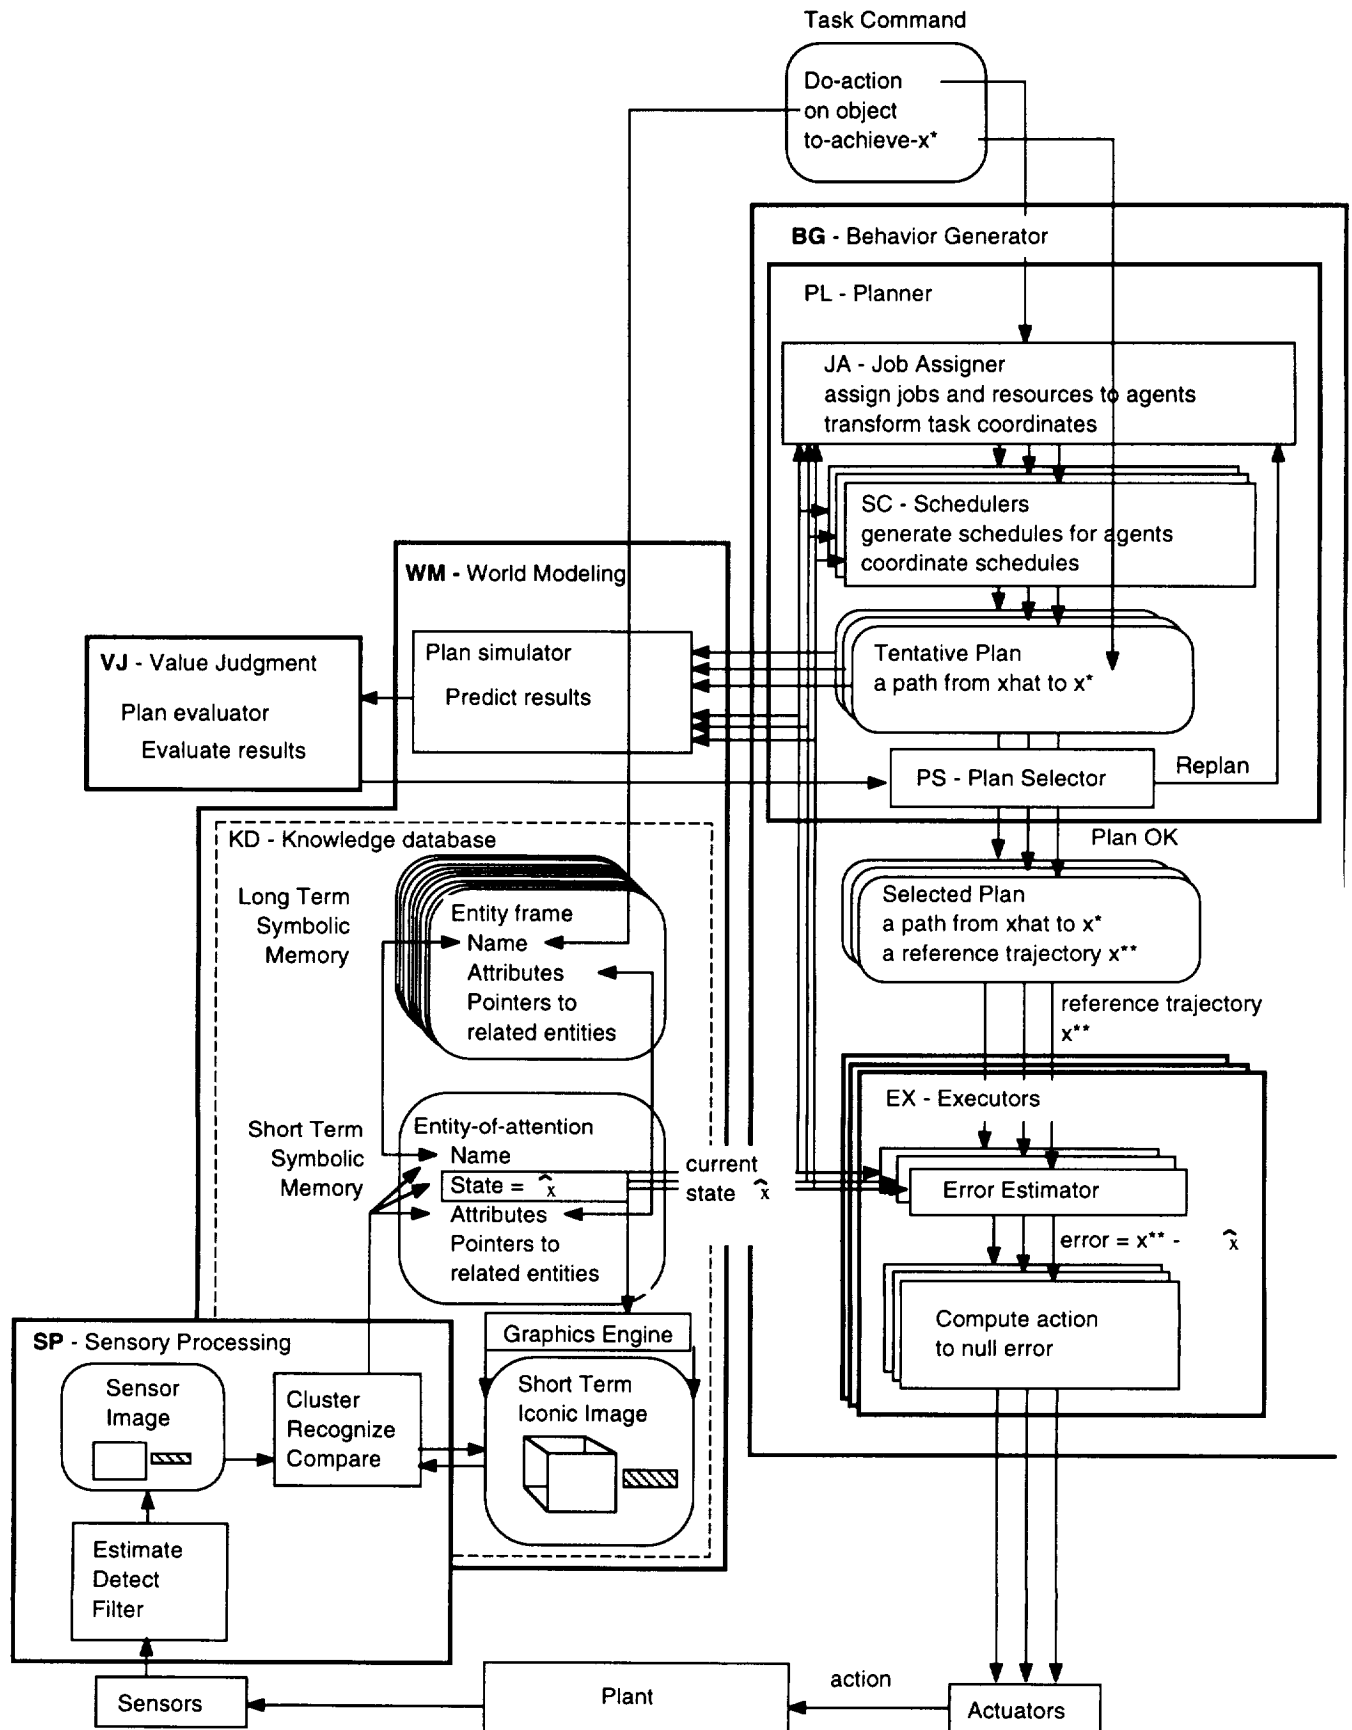 Task Command
Do-action
on object
to-achieve-x*
BG - Behavior Generator
PL - Planner
JA - Job Assigner
assign jobs and resources to agents
transform task coordinates
SC - Schedulers
generate schedules for agents
coordinate schedules
WM - World Modeling
Plan simulator
Predict results
VJ - Value Judgment
Plan evaluator
Evaluate results
Tentative Plan
a path from xhat to x*
PS - Plan Selector
Replan
Plan OK
KD - Knowledge database
Long Term
Symbolic
Memory
Entity frame
Name
Attributes
Pointers to
related entities
Selected Plan
a path from xhat to x*
a reference trajectory x**
reference trajectory
x**
Short Term
Symbolic
Memory
Entity-of-attention
Name
State = x̂
Attributes
Pointers to
related entities
current
state x̂
EX - Executors
Error Estimator
error = x** - x̂
Compute action
to null error
Graphics Engine
Short Term
Iconic Image
SP - Sensory Processing
Sensor
Image
Cluster
Recognize
Compare
Estimate
Detect
Filter
Sensors
Plant
action
Actuators